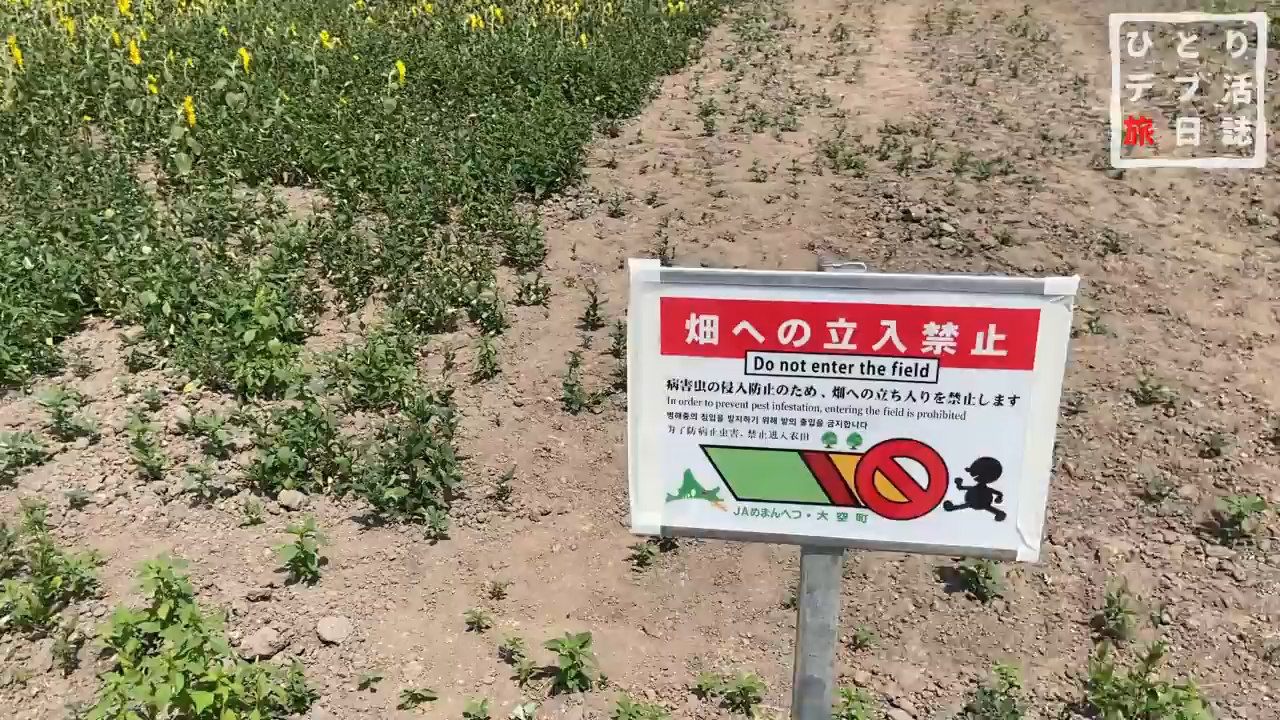 ひとり
テブ活
旅日誌
畑への立入禁止
Do not enter the field
病害虫の侵入防止のため、畑への立ち入りを禁止します
In order to prevent pest infestation, entering the field is prohibited
병해충의 침입을 방지하기 위해 밭의 출입을 금지합니다
为了防病止虫害，禁止进入农田
JAめまんべつ・大空町